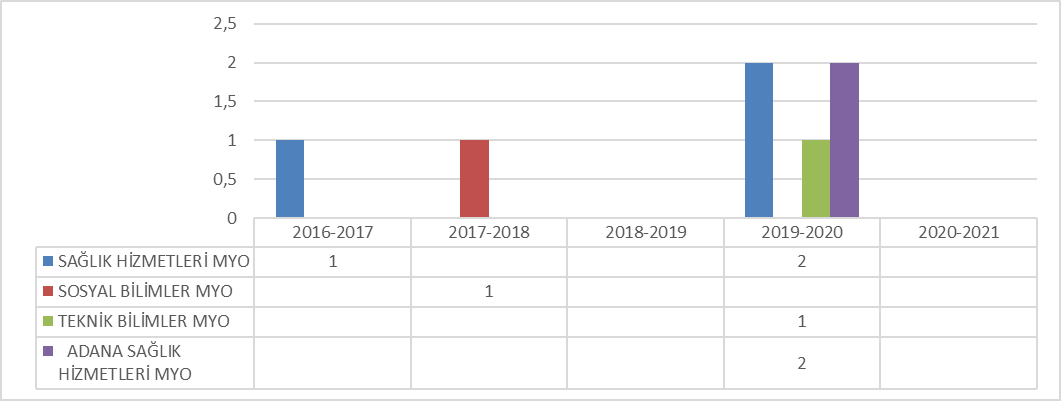 2,5
2
1,5
1
0,5
0
2016-2017 2017-2018 2018-2019 2019-2020 2020-2021
SAĞLIK HİZMETLERİ MYO 1 2
SOSYAL BİLİMLER MYO 1
TEKNİK BİLİMLER MYO 1
ADANA SAĞLIK
HİZMETLERİ MYO 2